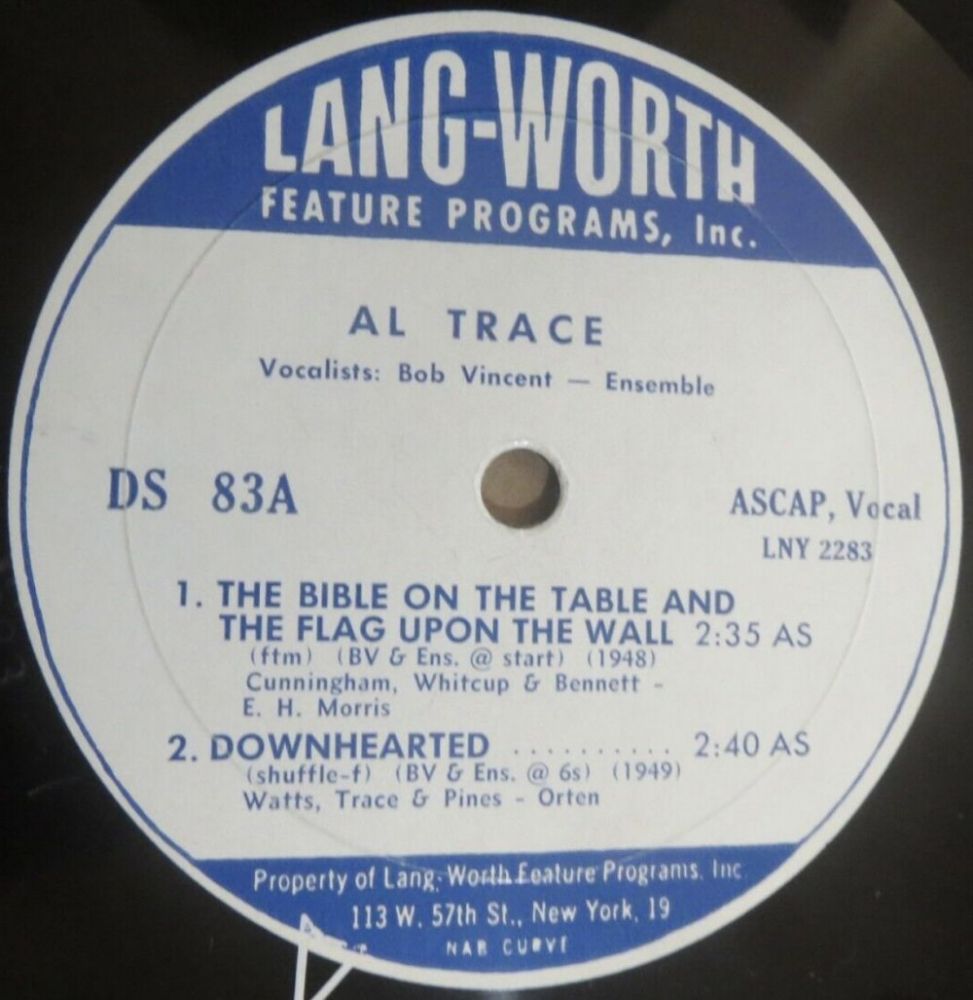 LANG-WORTH
FEATURE PROGRAMS, Inc.
AL TRACE
Vocalists: Bob Vincent — Ensemble
DS 83A
ASCAP, Vocal
LNY 2283
1. THE BIBLE ON THE TABLE AND
THE FLAG UPON THE WALL 2:35 AS
(ftm) (BV & Ens. @ start) (1948)
Cunningham, Whitcup & Bennett -
E. H. Morris
2. DOWNHEARTED .......... 2:40 AS
(shuffle-f) (BV & Ens. @ 6s) (1949)
Watts, Trace & Pines - Orten
Property of Lang-Worth Feature Programs, Inc.
113 W. 57th St., New York, 19
NAB CURVE